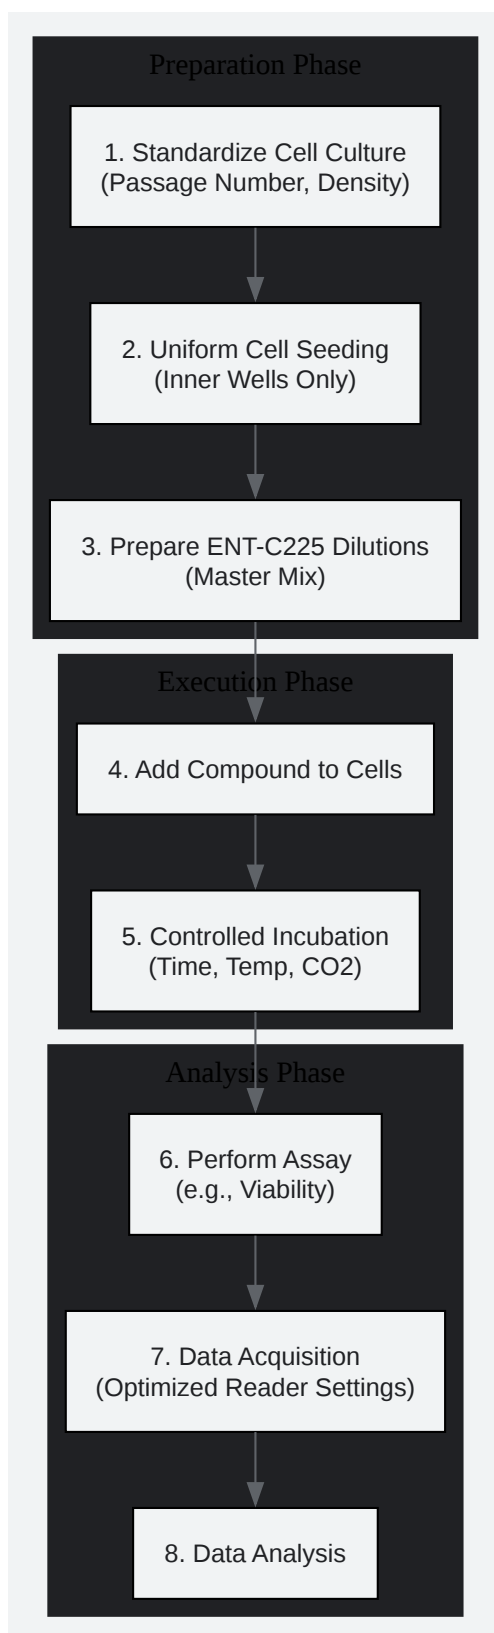 Preparation Phase
1. Standardize Cell Culture
(Passage Number, Density)
2. Uniform Cell Seeding
(Inner Wells Only)
3. Prepare ENT-C225 Dilutions
(Master Mix)
Execution Phase
4. Add Compound to Cells
5. Controlled Incubation
(Time, Temp, CO2)
Analysis Phase
6. Perform Assay
(e.g., Viability)
7. Data Acquisition
(Optimized Reader Settings)
8. Data Analysis